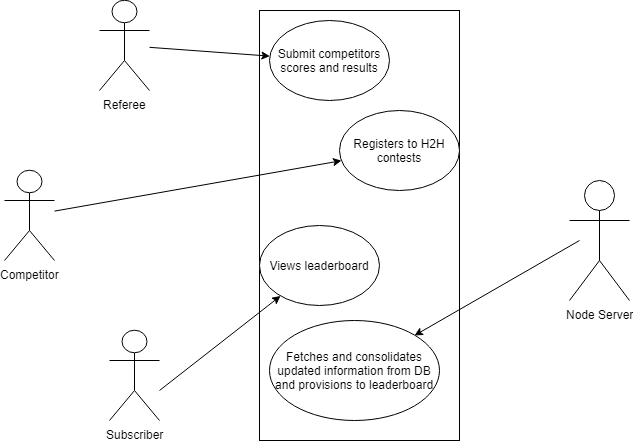 Submit competitors
scores and results
Referee
Registers to H2H
contests
Competitor
Views leaderboard
Node Server
Fetches and consolidates
updated information from DB
and provisions to leaderboard
Subscriber